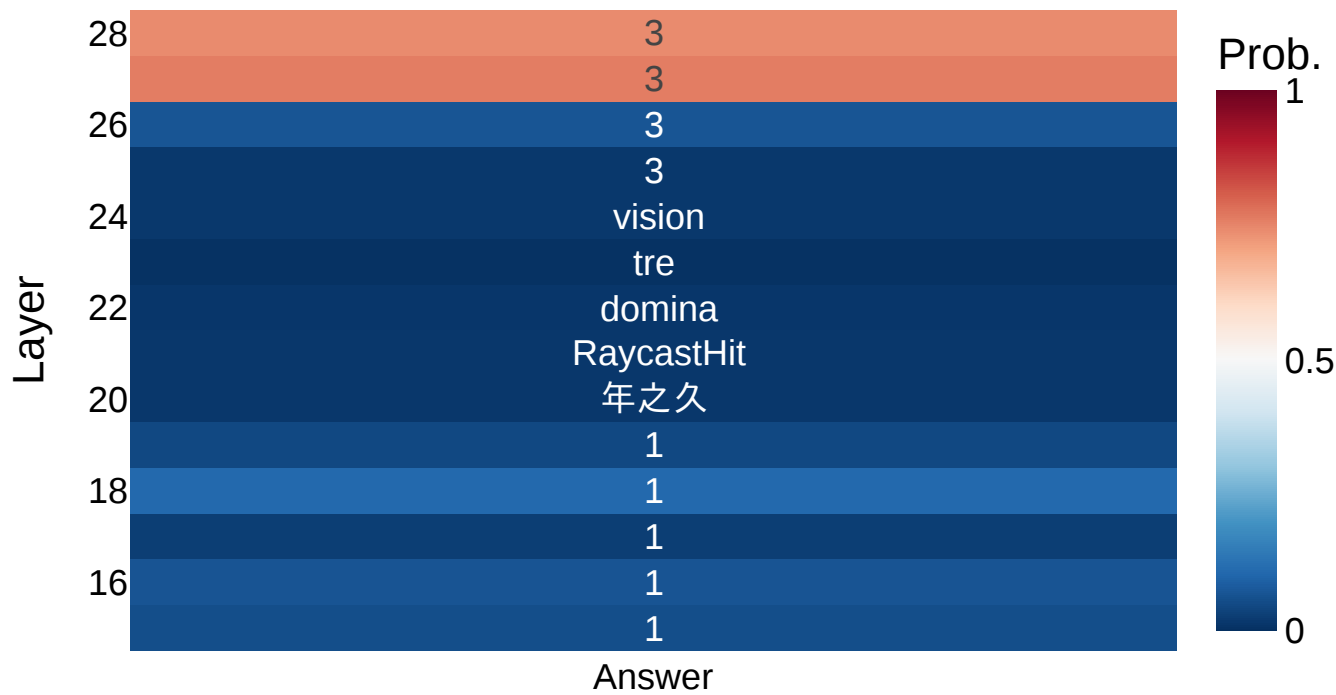 28
3
Prob.
3
1
26
3
3
24
vision
tre
Layer
22
domina
RaycastHit
0.5
20
年之久
1
18
1
1
16
1
1
0
Answer